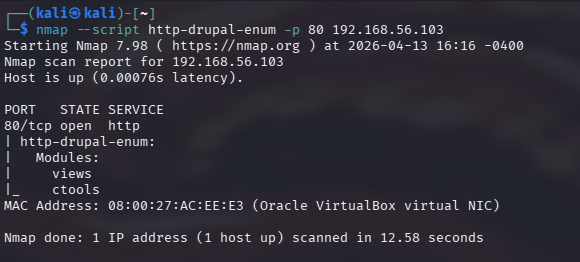 ┌──(kali㉿kali)-[~]
└─$ nmap --script http-drupal-enum -p 80 192.168.56.103
Starting Nmap 7.98 ( https://nmap.org ) at 2026-04-13 16:16 -0400
Nmap scan report for 192.168.56.103
Host is up (0.00076s latency).

PORT   STATE SERVICE
80/tcp open  http
| http-drupal-enum:
|   Modules:
|     views
|_    ctools
MAC Address: 08:00:27:AC:EE:E3 (Oracle VirtualBox virtual NIC)

Nmap done: 1 IP address (1 host up) scanned in 12.58 seconds